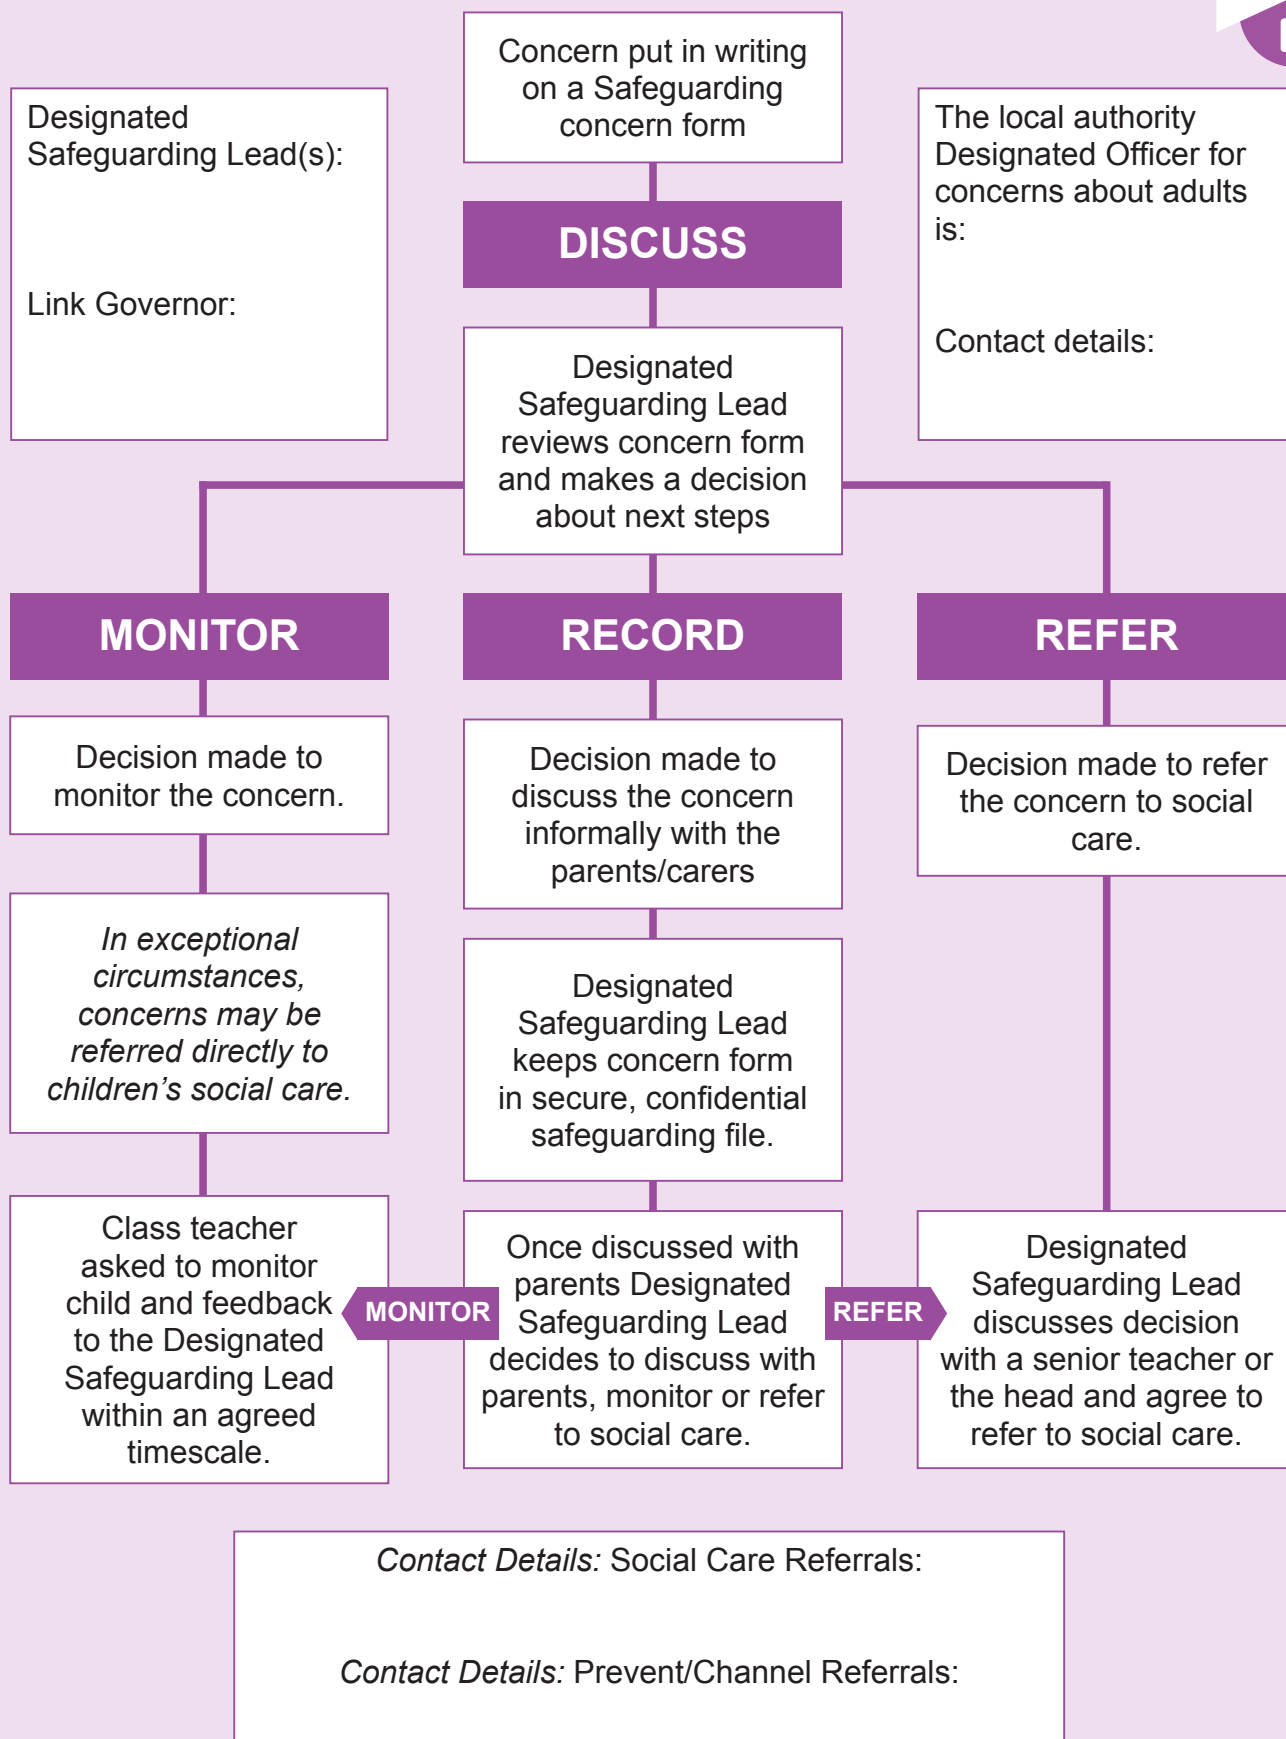 Concern put in writing
on a Safeguarding
concern form
Designated
Safeguarding Lead(s):
Link Governor:
The local authority
Designated Officer for
concerns about adults
is:
Contact details:
DISCUSS
Designated
Safeguarding Lead
reviews concern form
and makes a decision
about next steps
MONITOR
RECORD
REFER
Decision made to
monitor the concern.
In exceptional
circumstances,
concerns may be
referred directly to
children’s social care.
Class teacher
asked to monitor
child and feedback
to the Designated
Safeguarding Lead
within an agreed
timescale.
Decision made to
discuss the concern
informally with the
parents/carers
Designated
Safeguarding Lead
keeps concern form
in secure, confidential
safeguarding file.
MONITOR
Once discussed with
parents Designated
Safeguarding Lead
decides to discuss with
parents, monitor or refer
to social care.
REFER
Decision made to refer
the concern to social
care.
Designated
Safeguarding Lead
discusses decision
with a senior teacher or
the head and agree to
refer to social care.
Contact Details: Social Care Referrals:
Contact Details: Prevent/Channel Referrals: